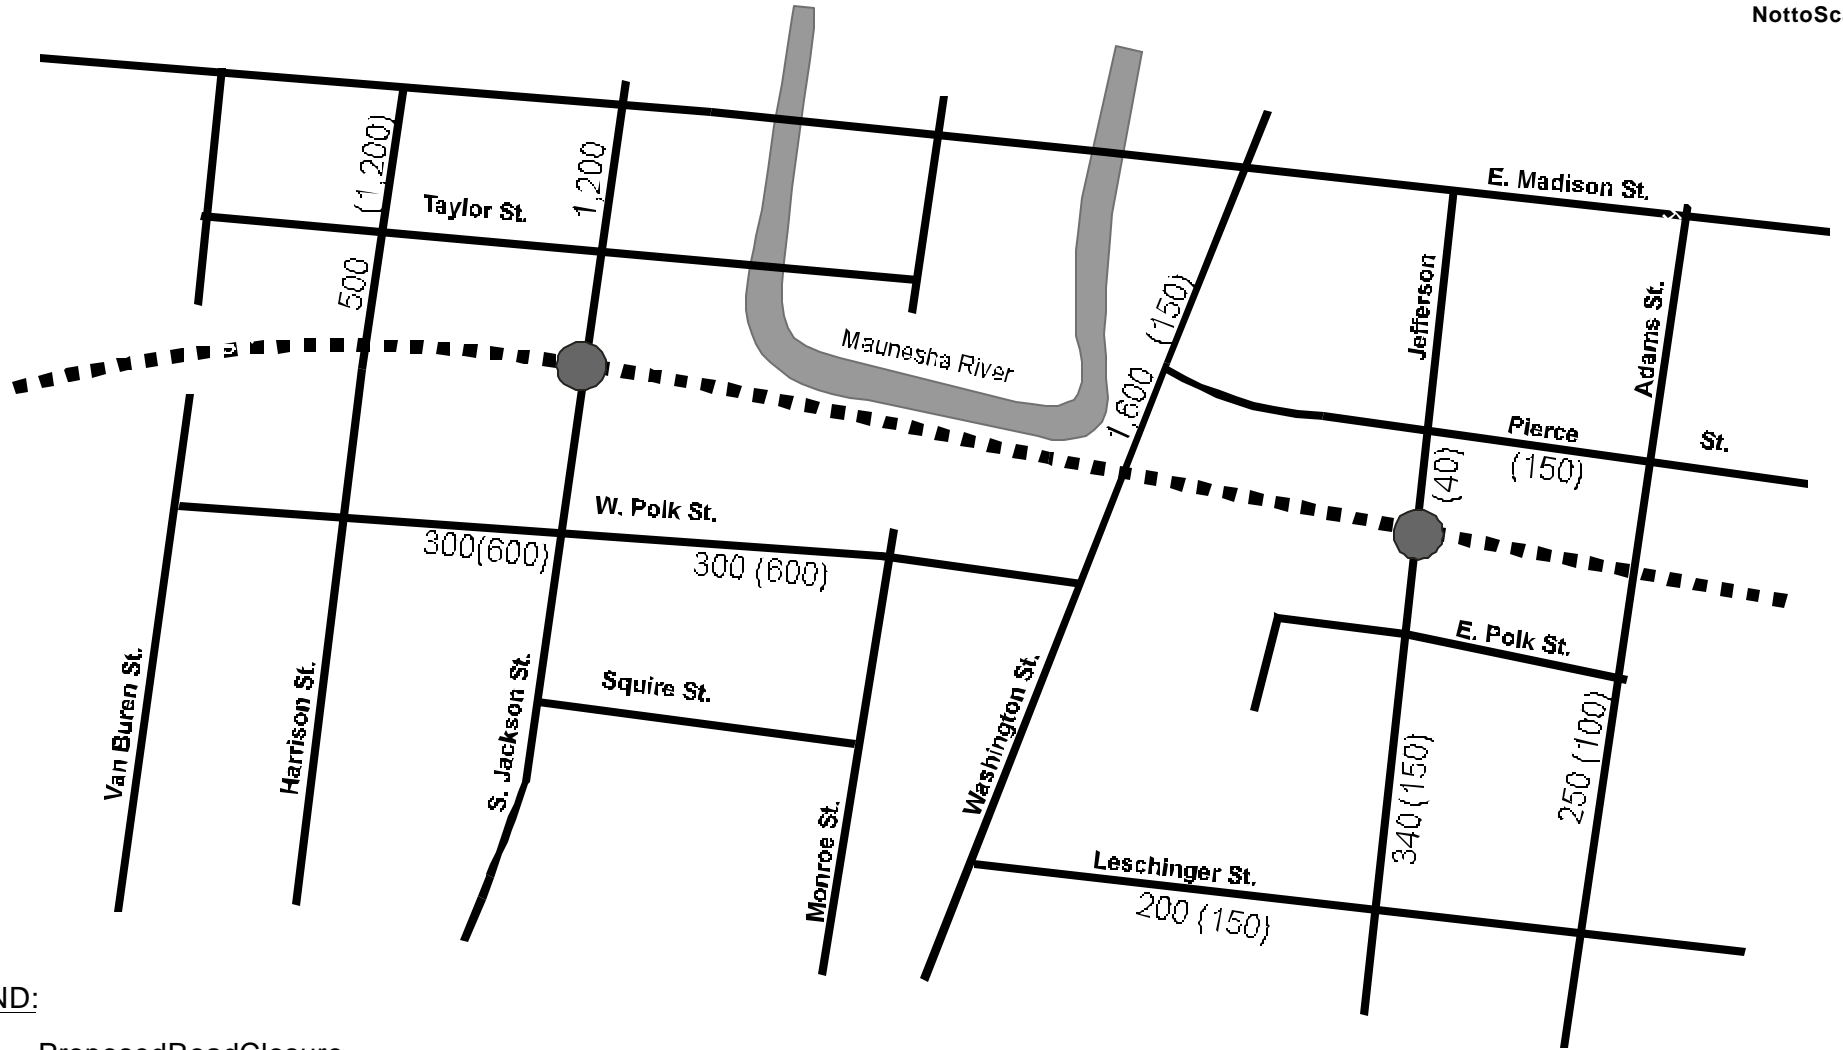 NottoSc
E. Madison St.
(1,200)
1,200
Taylor St.
500
Maunesha River
(150)
1,600
Jefferson
Adams St.
Pierce
St.
(150)
(40)
W. Polk St.
300(600)
300 (600)
E. Polk St.
Van Buren St.
Harrison St.
S. Jackson St.
Squire St.
Washington St.
Monroe St.
340 (150)
250 (100)
Leschinger St.
200 (150)
ND:
ProposedRoadClosure